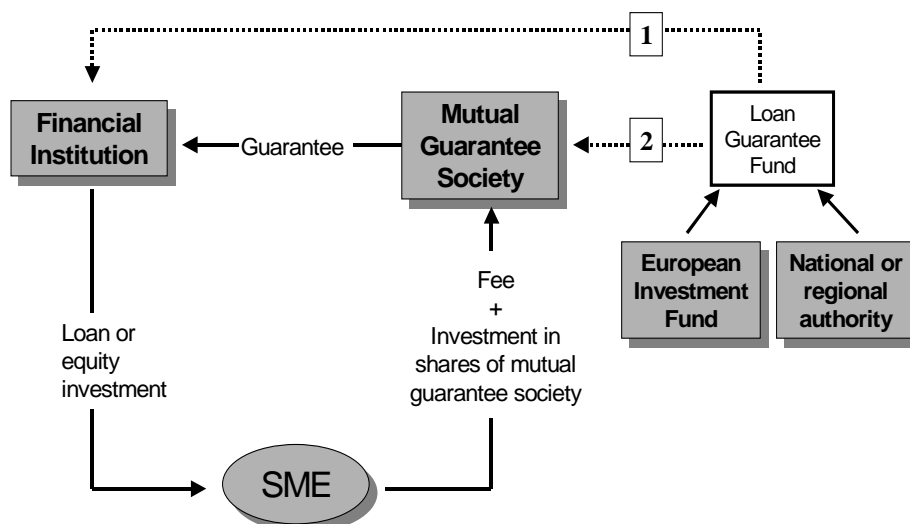 1
Financial
Institution
Guarantee
Mutual
Guarantee
Society
2
Loan
Guarantee
Fund
European
Investment
Fund
National or
regional
authority
Loan or
equity
investment
Fee
+
Investment in
shares of mutual
guarantee society
SME